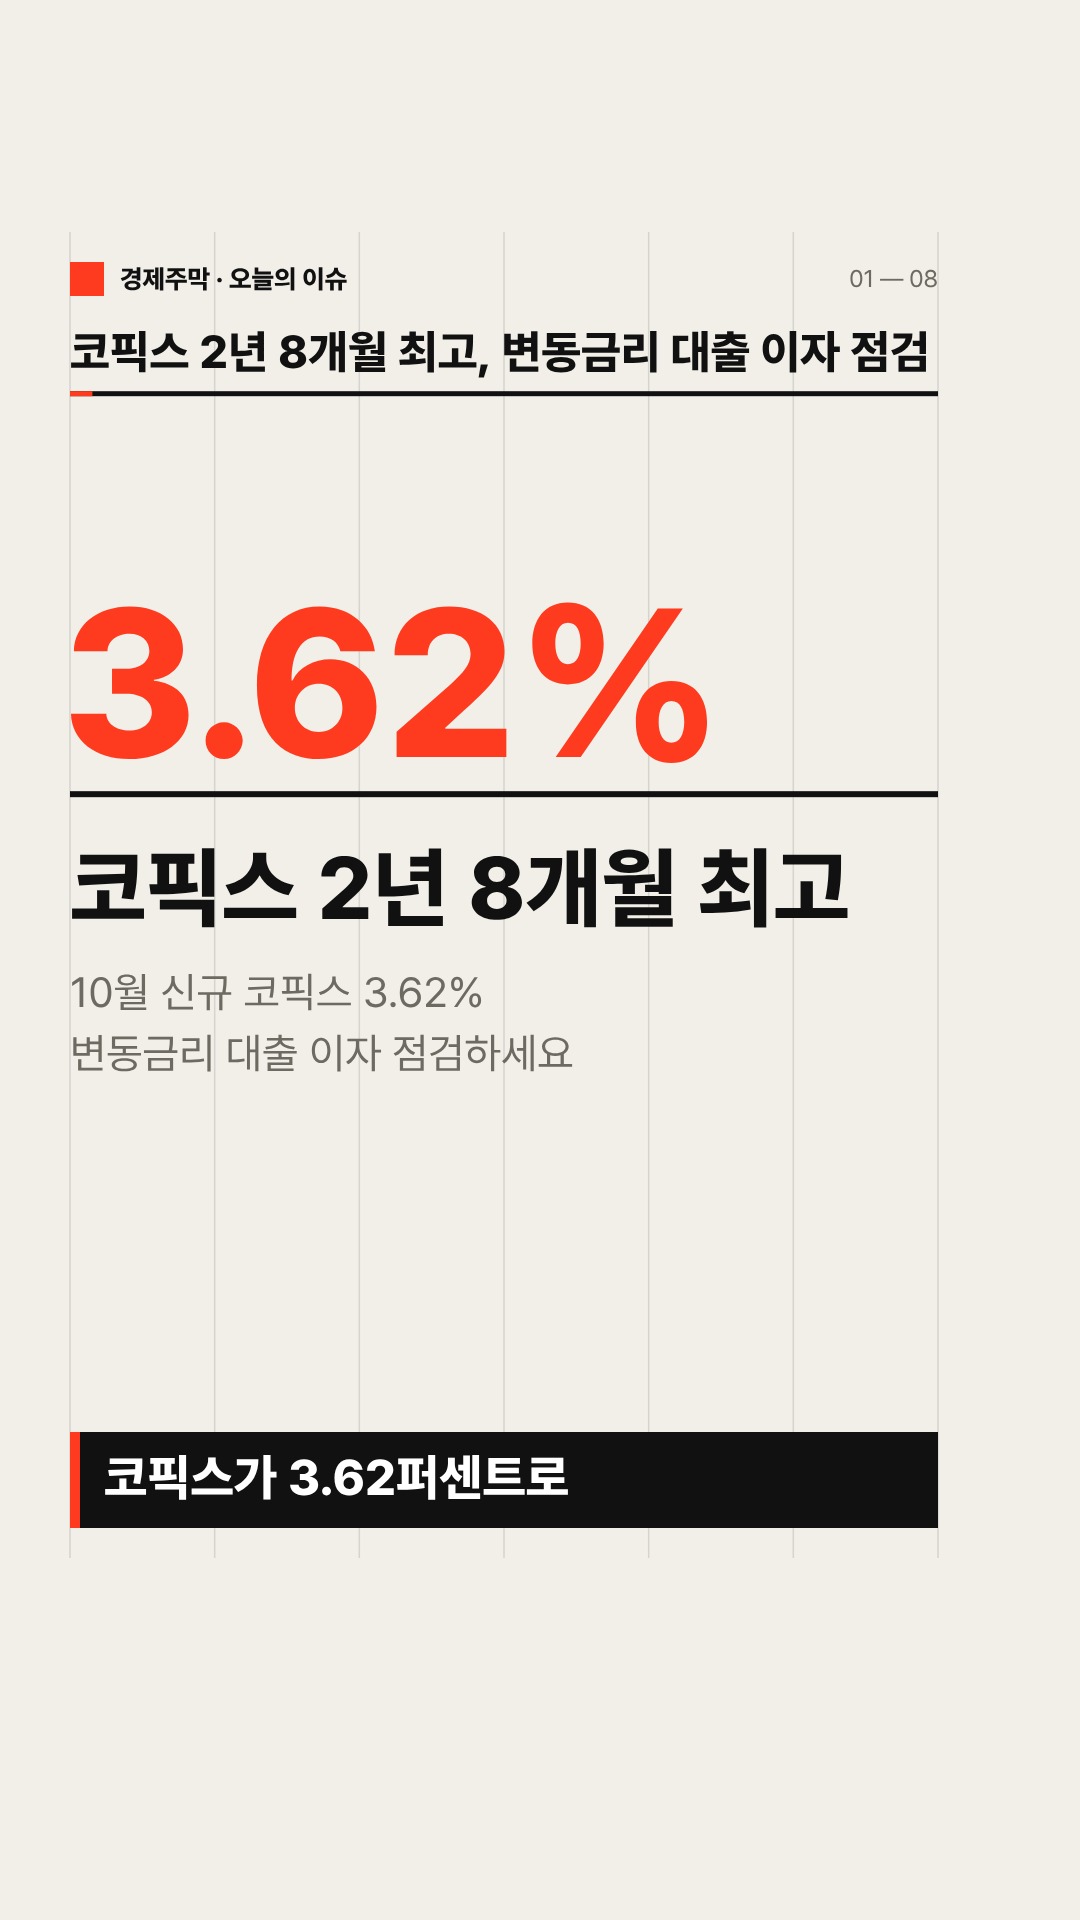 경제주막 · 오늘의 이슈
01 — 08
코픽스 2년 8개월 최고, 변동금리 대출 이자 점검
3.62%
코픽스 2년 8개월 최고
10월 신규 코픽스 3.62%
변동금리 대출 이자 점검하세요
코픽스가 3.62퍼센트로